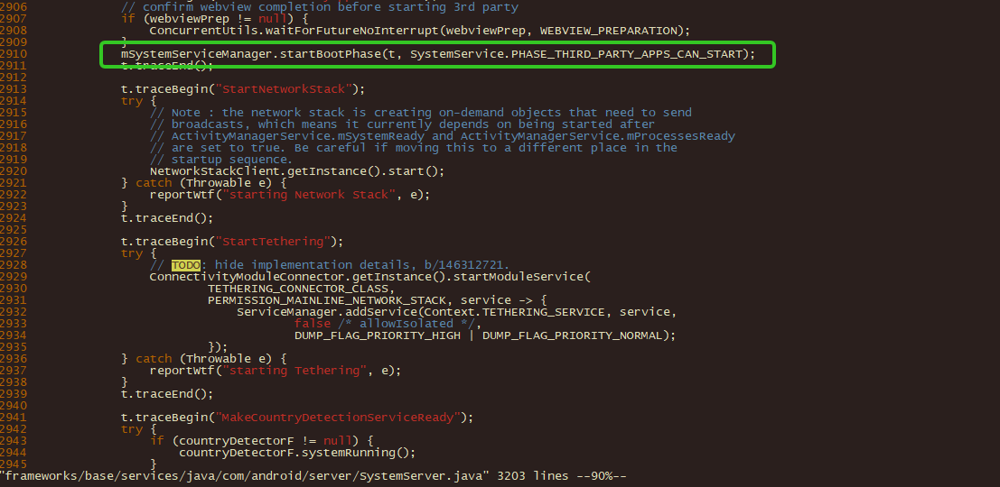 2906 // confirm webview completion before starting 3rd party
2907 if (webviewPrep != null) {
2908 ConcurrentUtils.waitForFutureNoInterrupt(webviewPrep, WEBVIEW_PREPARATION);
2909 }
2910 mSystemServiceManager.startBootPhase(t, SystemService.PHASE_THIRD_PARTY_APPS_CAN_START);
2911 t.traceEnd();
2912
2913 t.traceBegin("StartNetworkStack");
2914 try {
2915 // Note : the network stack is creating on-demand objects that need to send
2916 // broadcasts, which means it currently depends on being started after
2917 // ActivityManagerService.mSystemReady and ActivityManagerService.mProcessesReady
2918 // are set to true. Be careful if moving this to a different place in the
2919 // startup sequence.
2920 NetworkStackClient.getInstance().start();
2921 } catch (Throwable e) {
2922 reportWtf("starting Network Stack", e);
2923 }
2924 t.traceEnd();
2925
2926 t.traceBegin("StartTethering");
2927 try {
2928 // TODO: hide implementation details, b/146312721.
2929 ConnectivityModuleConnector.getInstance().startModuleService(
2930 TETHERING_CONNECTOR_CLASS,
2931 PERMISSION_MAINLINE_NETWORK_STACK, service -> {
2932 ServiceManager.addService(Context.TETHERING_SERVICE, service,
2933 false /* allowIsolated */,
2934 DUMP_FLAG_PRIORITY_HIGH | DUMP_FLAG_PRIORITY_NORMAL);
2935 });
2936 } catch (Throwable e) {
2937 reportWtf("starting Tethering", e);
2938 }
2939 t.traceEnd();
2940
2941 t.traceBegin("MakeCountryDetectionServiceReady");
2942 try {
2943 if (countryDetectorF != null) {
2944 countryDetectorF.systemRunning();
2945 }
"frameworks/base/services/java/com/android/server/SystemServer.java" 3203 lines --90%--